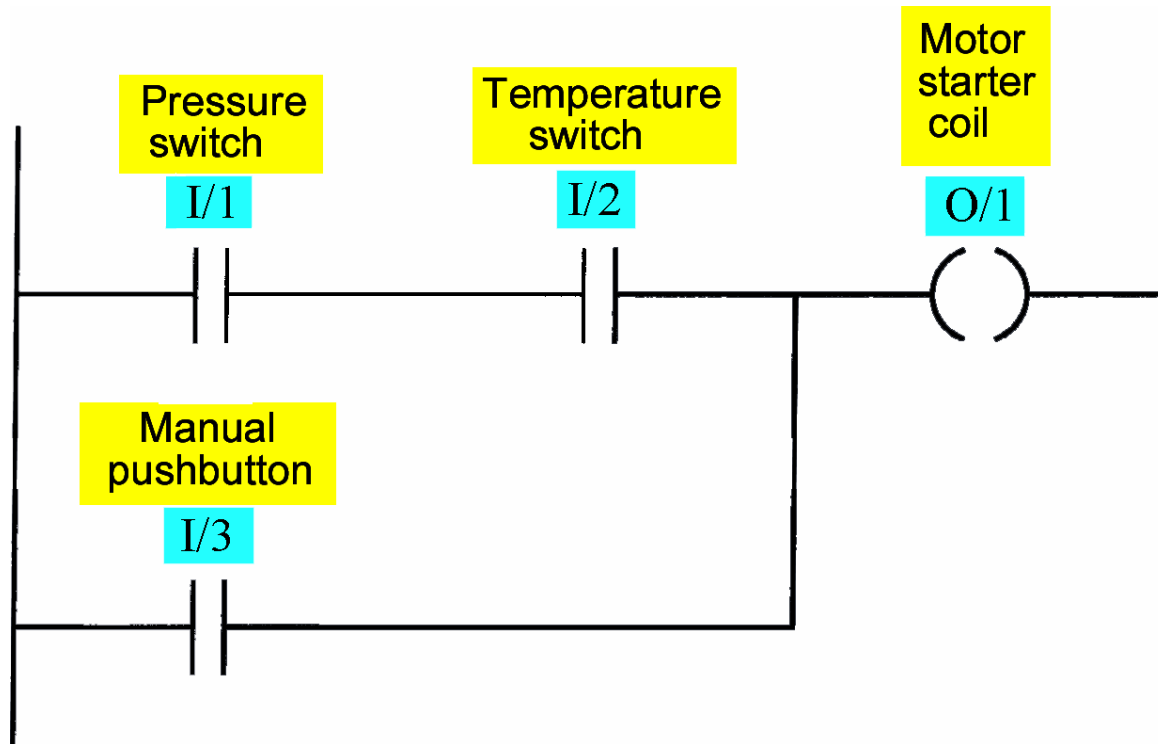 Pressure
switch
I/1
Temperature
switch
I/2
Motor
starter
coil
O/1
Manual
pushbutton
I/3